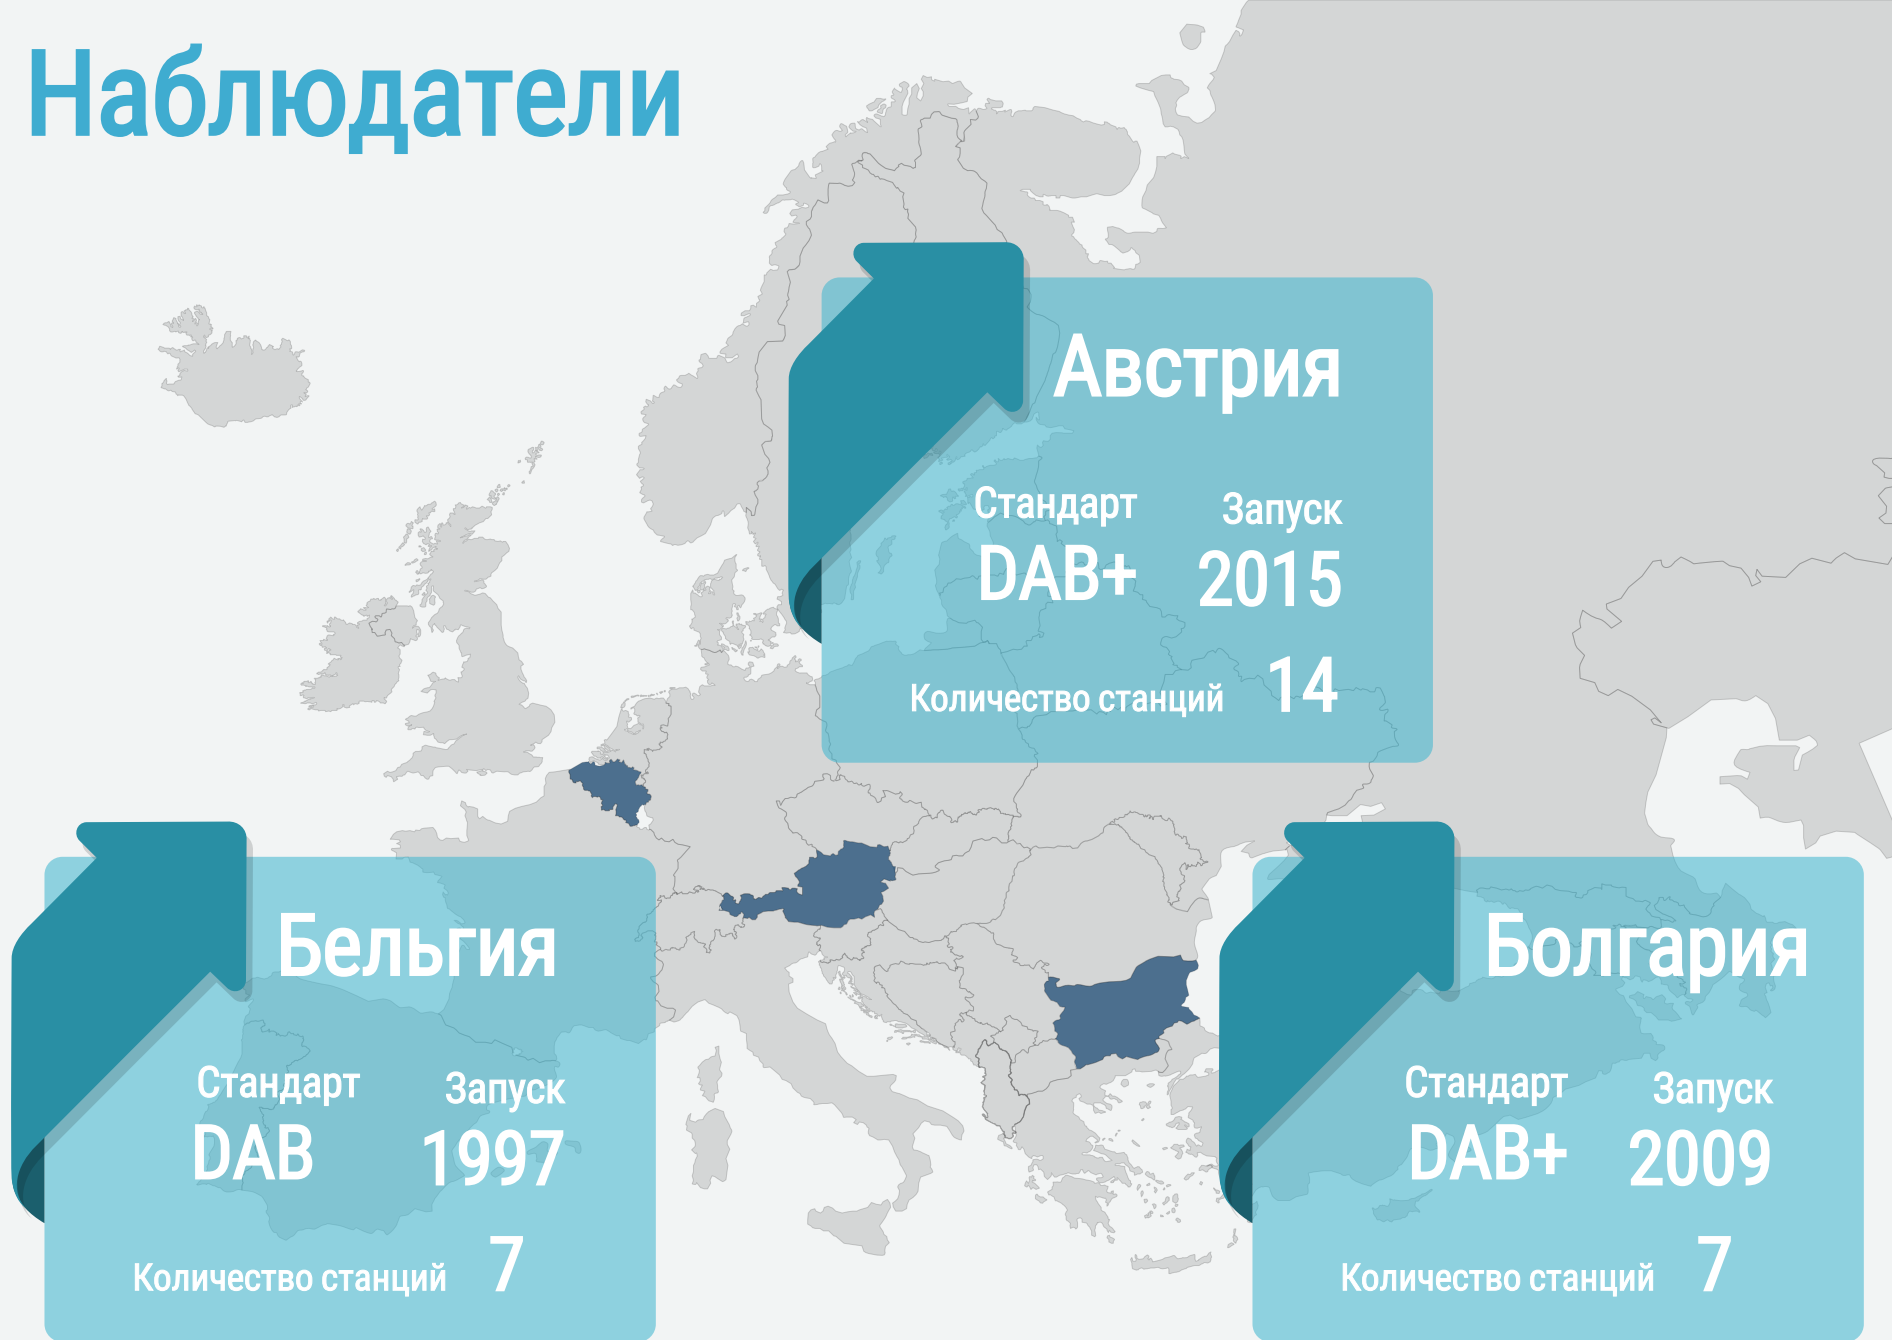 Наблюдатели
Австрия
Стандарт Запуск
DAB+ 2015
Количество станций 14
Бельгия
Стандарт Запуск
DAB 1997
Количество станций 7
Болгария
Стандарт Запуск
DAB+ 2009
Количество станций 7